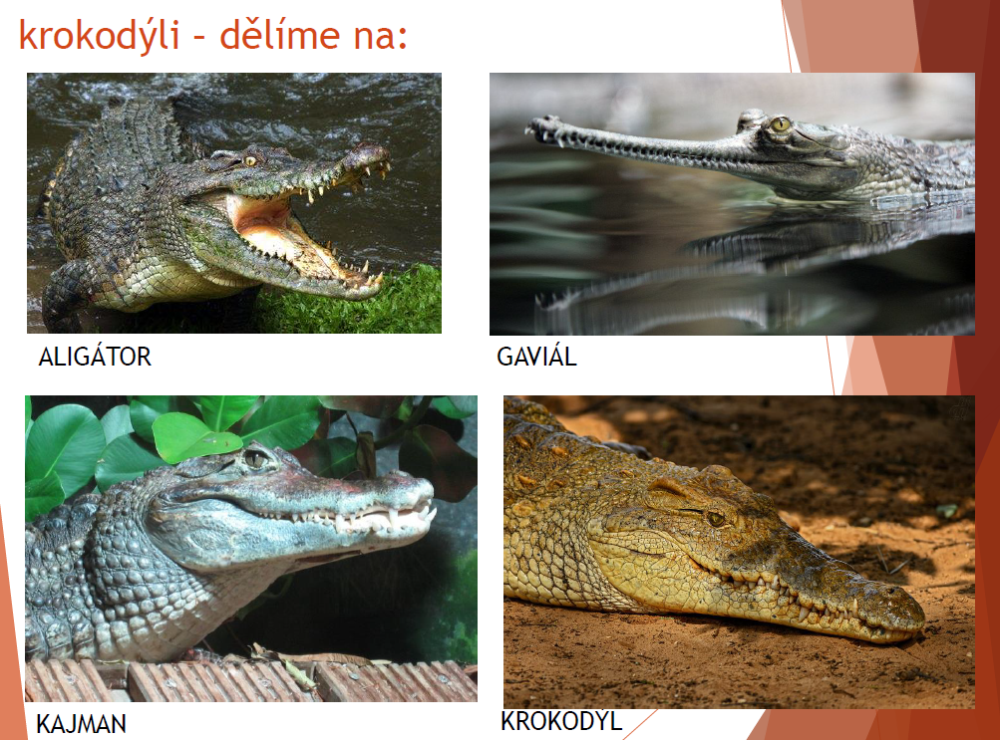 krokodýli – dělíme na:
ALIGÁTOR
GAVIÁL
KAJMAN
KROKODÝL